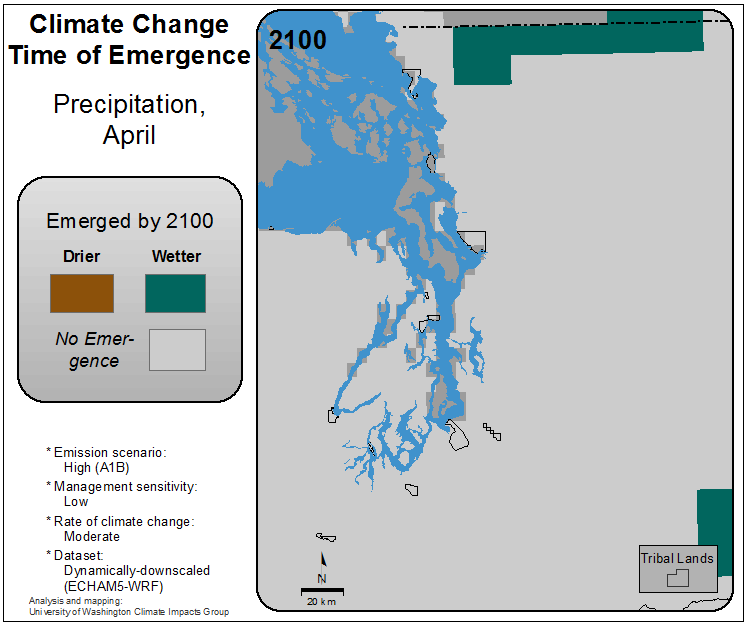 Climate Change
Time of Emergence
Precipitation,
April
Emerged by 2100
Drier
Wetter
No Emer-
gence
* Emission scenario:
High (A1B)
* Management sensitivity:
Low
* Rate of climate change:
Moderate
* Dataset:
Dynamically-downscaled
(ECHAM5-WRF)
Analysis and mapping:
University of Washington Climate Impacts Group
2100
N
20 km
Tribal Lands